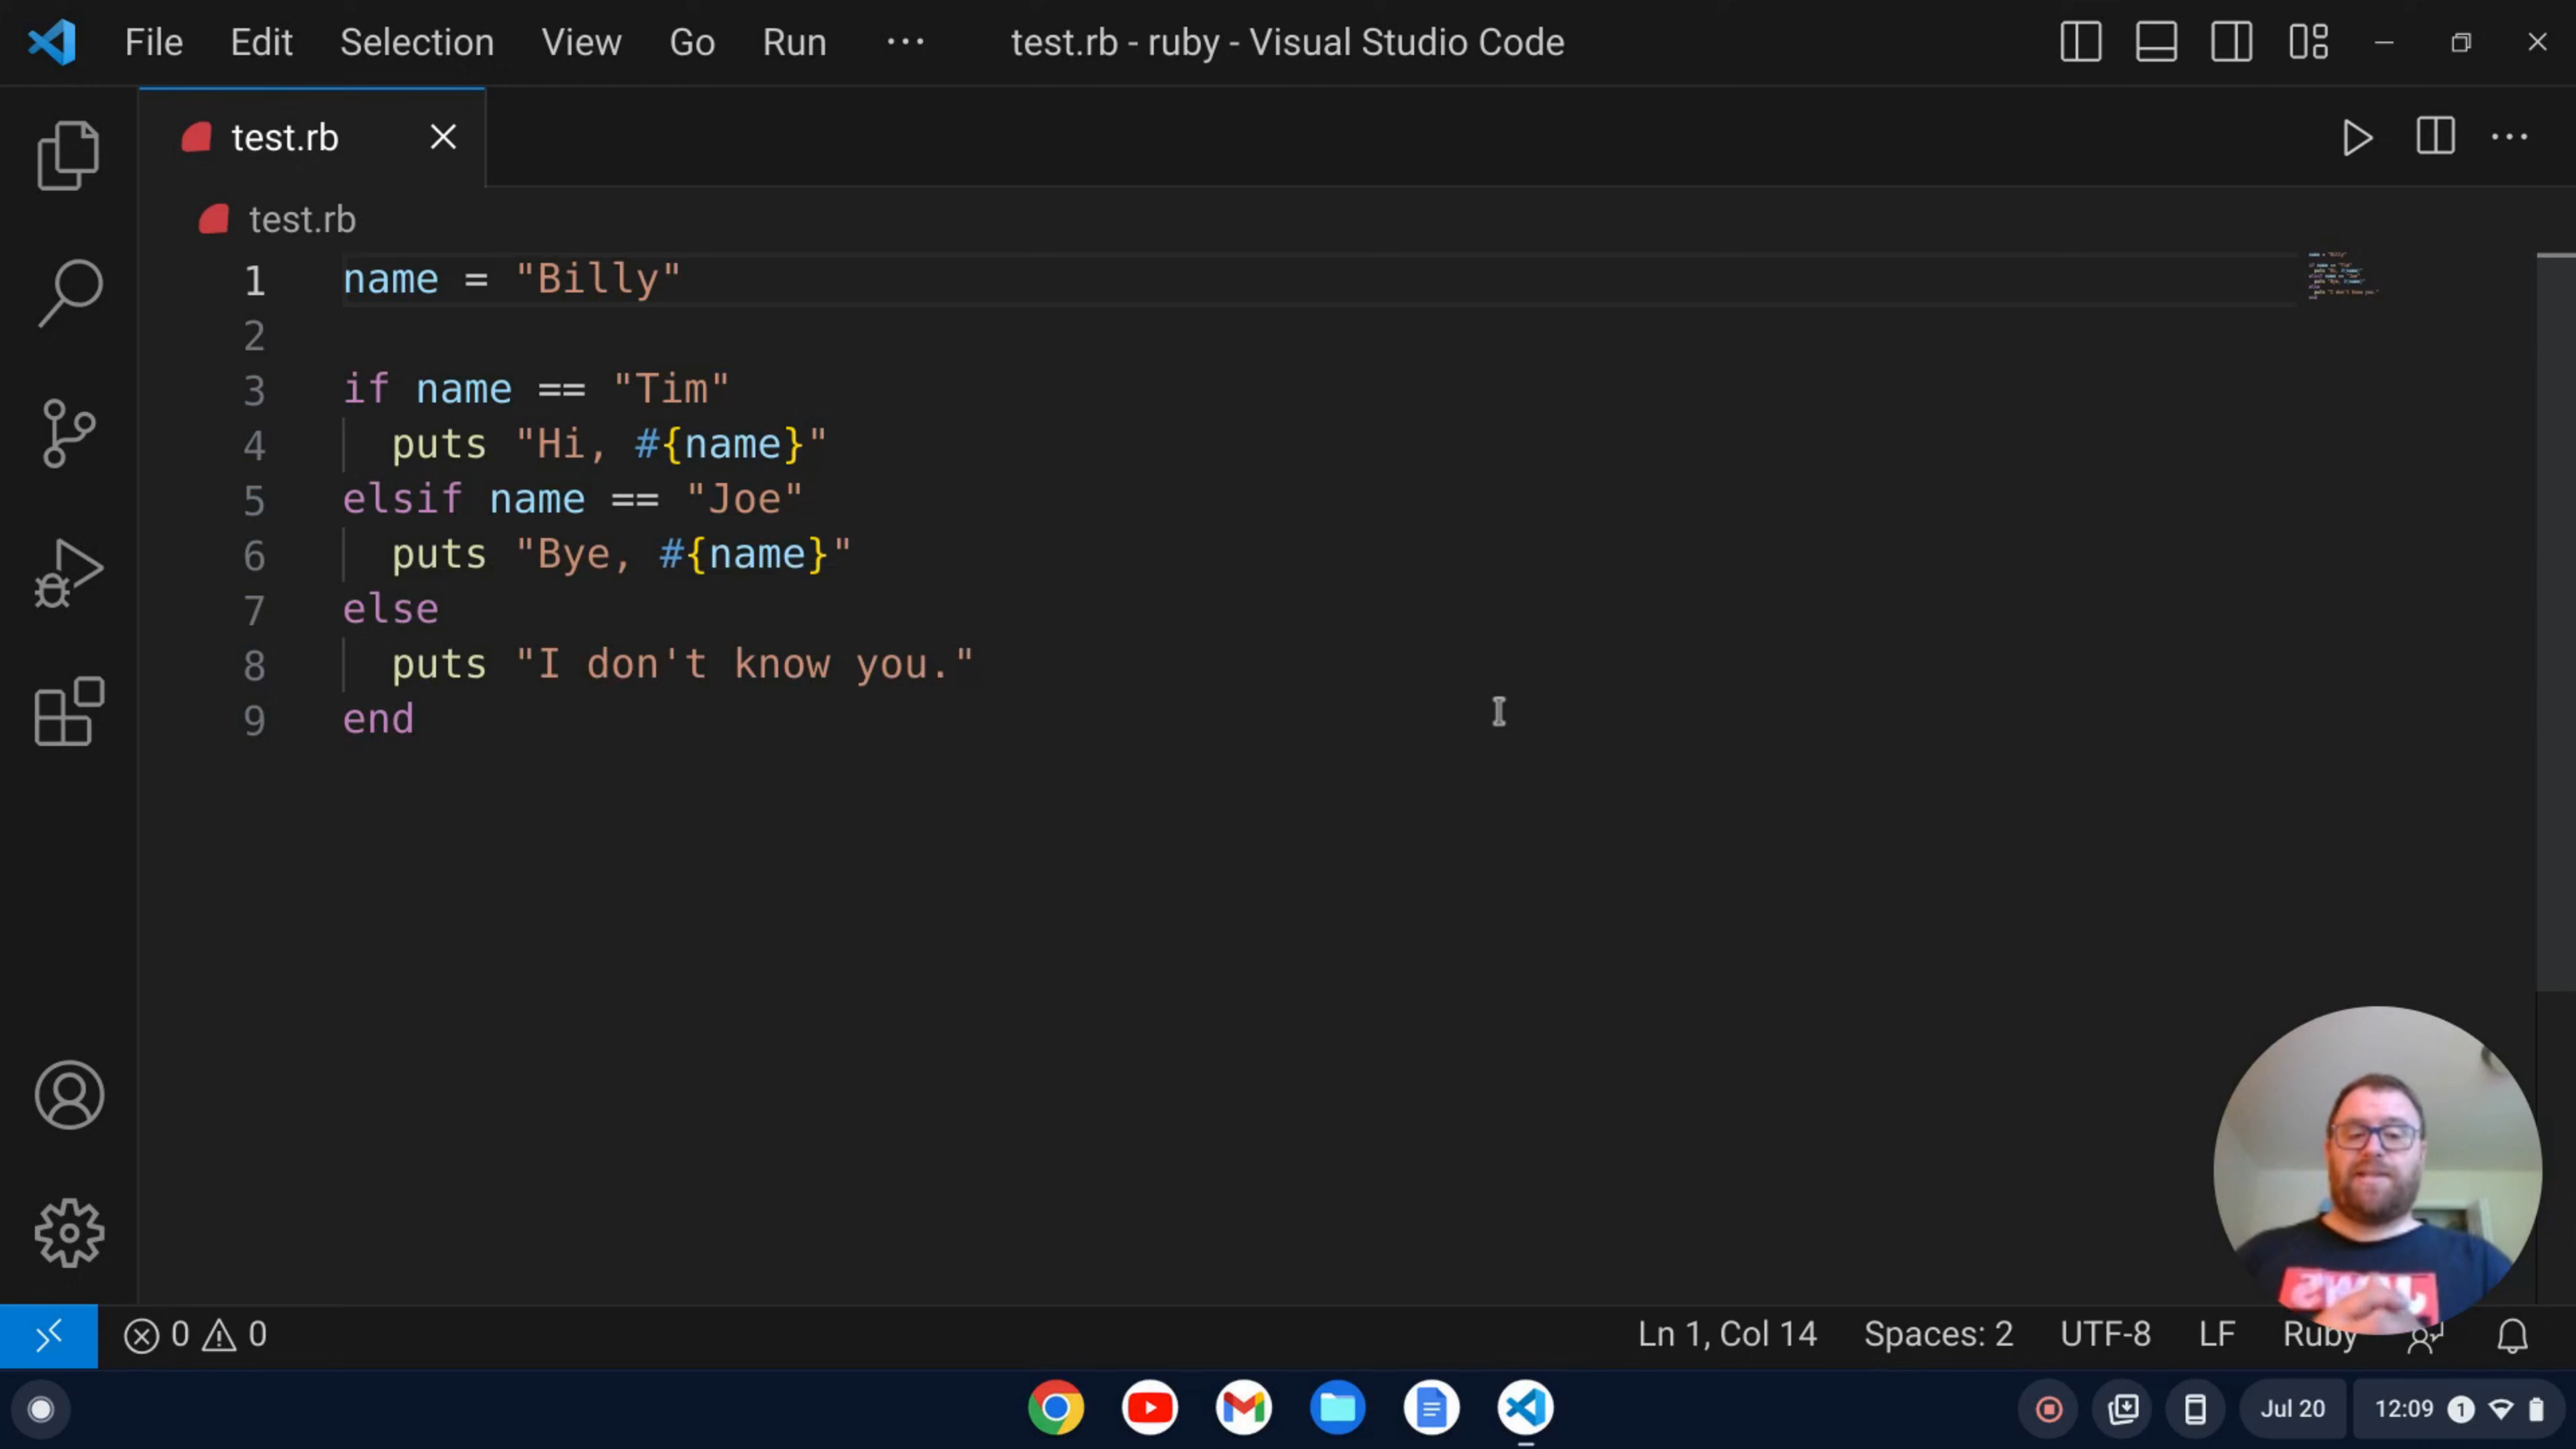 File Edit Selection View Go Run ··· test.rb - ruby - Visual Studio Code
test.rb
test.rb
1 name = "Billy"
2
3 if name == "Tim"
4 puts "Hi, #{name}"
5 elsif name == "Joe"
6 puts "Bye, #{name}"
7 else
8 puts "I don't know you."
9 end
0 0 Ln 1, Col 14 Spaces: 2 UTF-8 LF Ruby
Jul 20 12:09 1